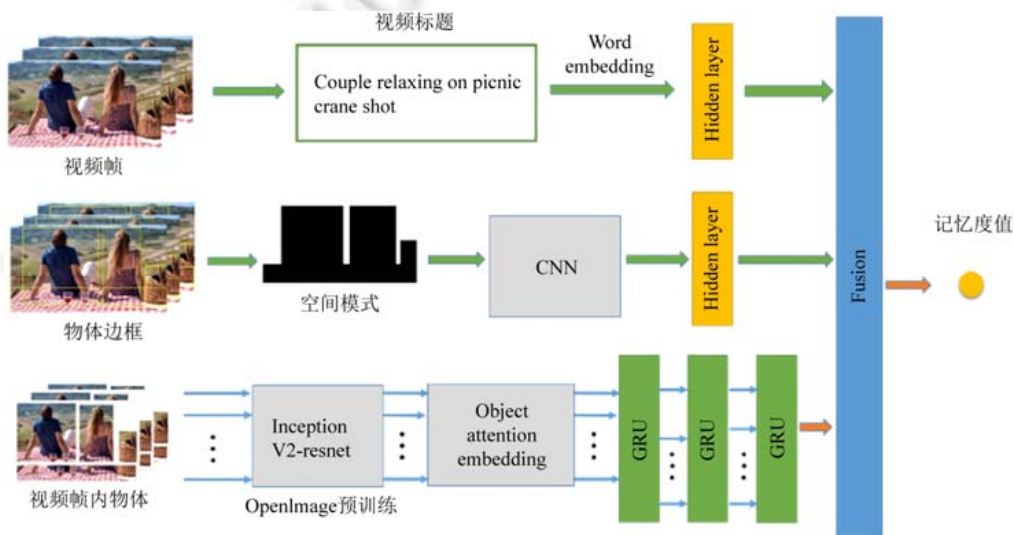 视频标题
Couple relaxing on picnic
crane shot
Word
embedding
Hidden layer
视频帧
空间模式
CNN
Hidden layer
物体边框
Inception
V2-resnet
OpenImage预训练
Object
attention
embedding
GRU
GRU
GRU
视频帧内物体
Fusion
记忆度值